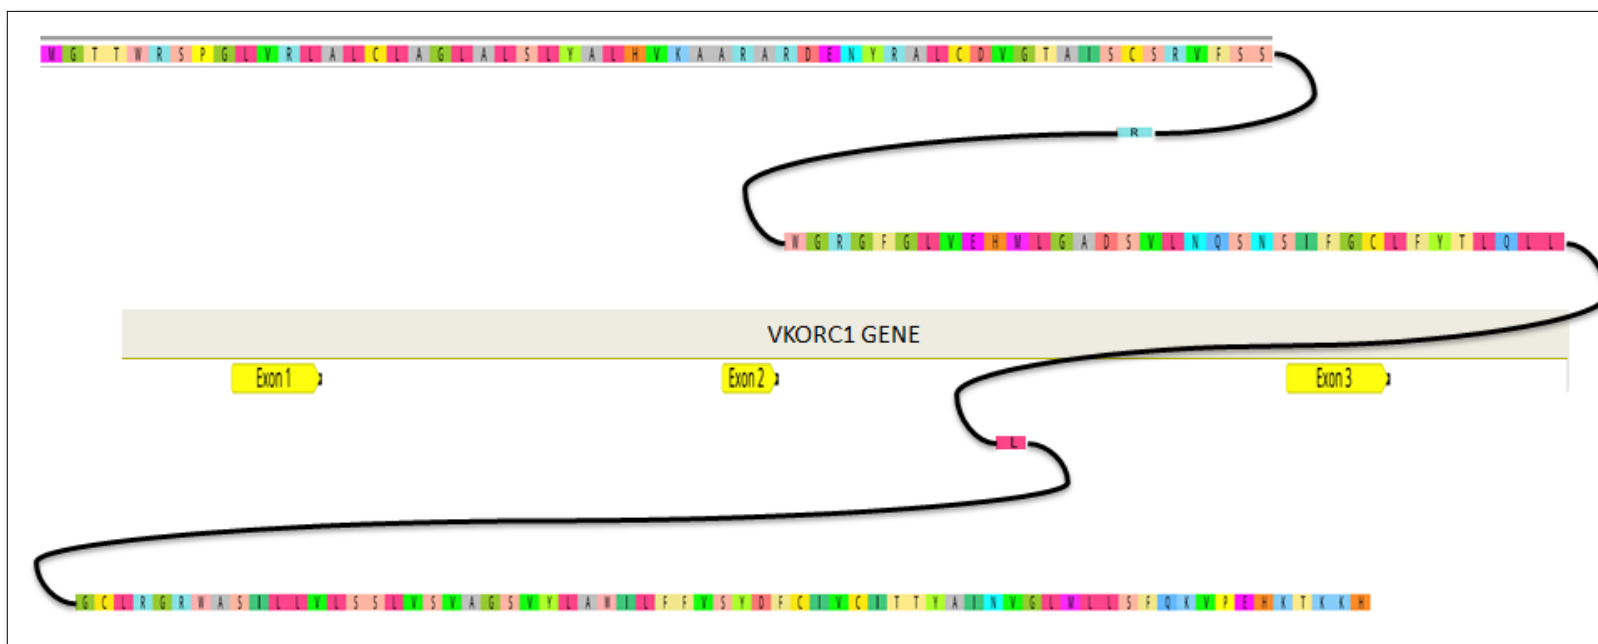 M G T T W R S P G L V R L A L C L A G L A L S L Y A L H V K A A R A R D E N Y R A L C D V G T A I S C S R V F S S
R
W G R G F G L V E H M L G A D S V L N Q S N S I F G C L F Y T L Q L L
VKORC1 GENE
Exon 1 Exon 2 Exon 3
L
G C L R G R W A S I L L V L S S L V S V A G S V Y L A W I L F F V S Y D F C I V C I T T Y A I N V G L M L L S F Q K V P E H K T K K H